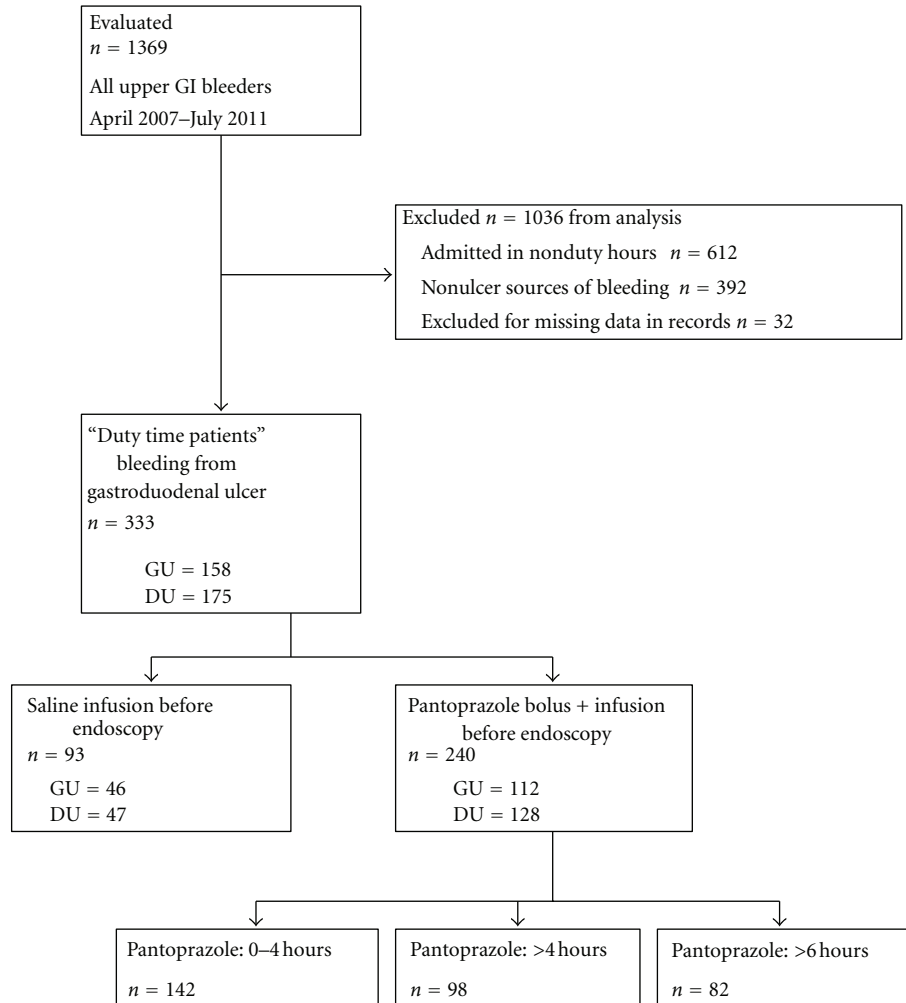 Evaluated
n = 1369
All upper GI bleeders
April 2007–July 2011
Excluded n = 1036 from analysis
Admitted in nonduty hours n = 612
Nonulcer sources of bleeding n = 392
Excluded for missing data in records n = 32
“Duty time patients”
bleeding from
gastroduodenal ulcer
n = 333
GU = 158
DU = 175
Saline infusion before
endoscopy
n = 93
GU = 46
DU = 47
Pantoprazole bolus + infusion
before endoscopy
n = 240
GU = 112
DU = 128
Pantoprazole: 0–4 hours
n = 142
Pantoprazole: >4 hours
n = 98
Pantoprazole: >6 hours
n = 82